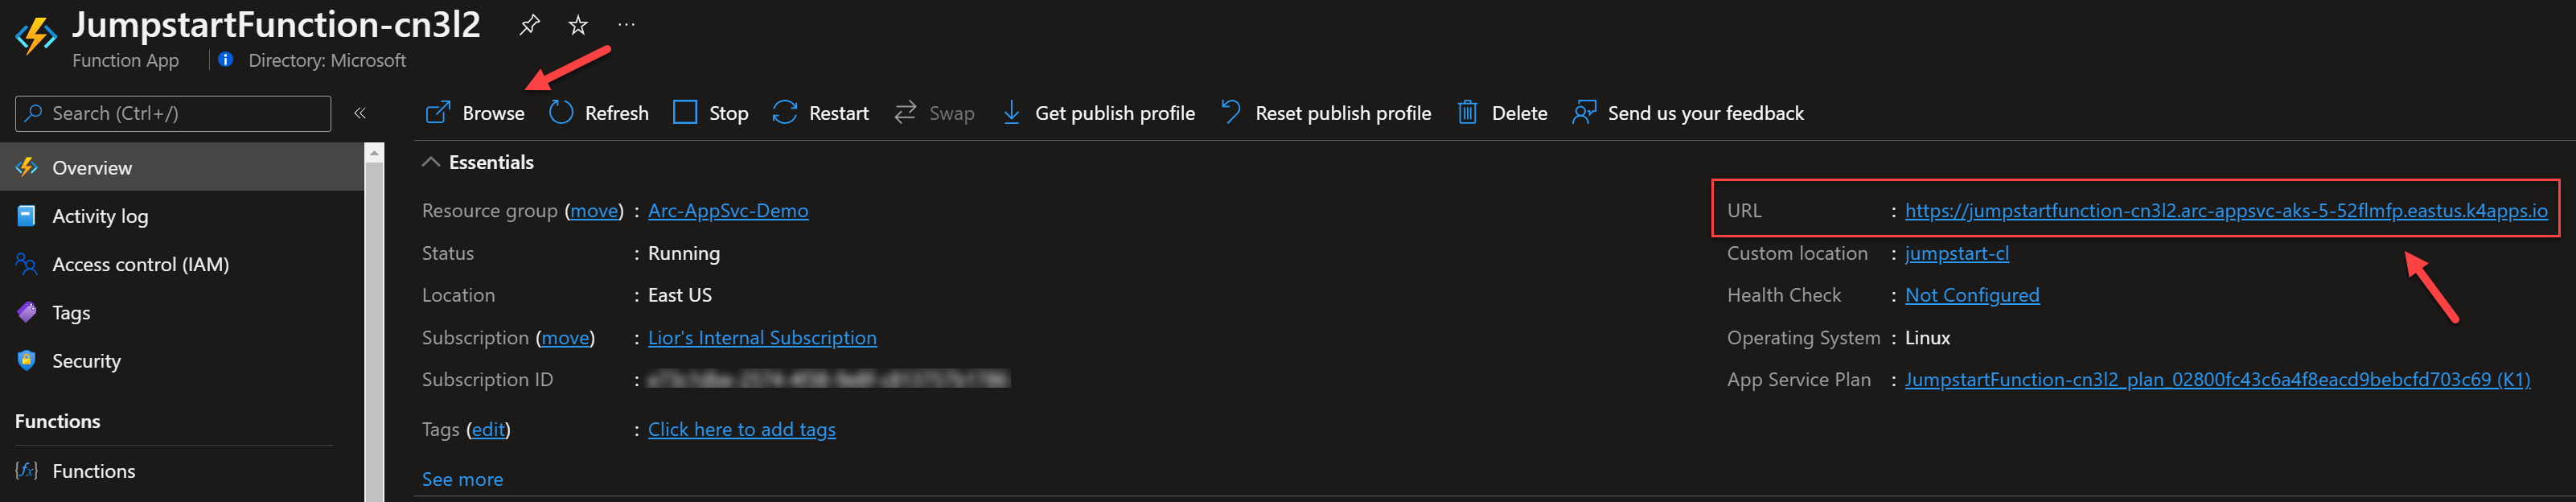 JumpstartFunction-cn3l2
Function App
Directory: Microsoft
Search (Ctrl+/)
Browse
Refresh
Stop
Restart
Swap
Get publish profile
Reset publish profile
Delete
Send us your feedback
Overview
Activity log
Access control (IAM)
Tags
Security
Functions
Functions
Essentials
Resource group (move) : Arc-AppSvc-Demo
Status : Running
Location : East US
Subscription (move) : Lior's Internal Subscription
Subscription ID :
Tags (edit) : Click here to add tags
See more
URL : https://jumpstartfunction-cn3l2.arc-appsvc-aks-5-52flmfp.eastus.k4apps.io
Custom location : jumpstart-cl
Health Check : Not Configured
Operating System : Linux
App Service Plan : JumpstartFunction-cn3l2_plan_02800fc43c6a4f8eacd9bebcfd703c69 (K1)